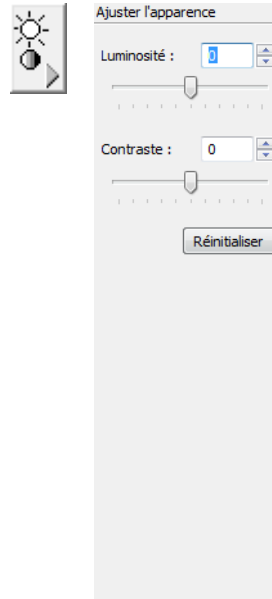 Ajuster l'apparence
Luminosité : 0
Contraste : 0
Réinitialiser